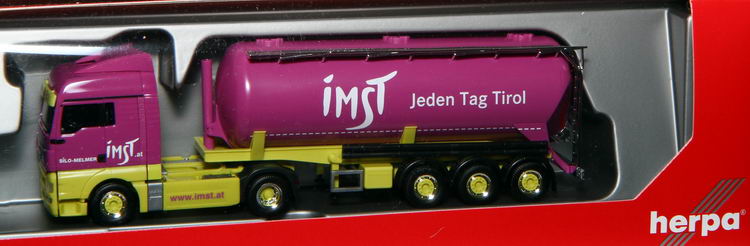 imst Jeden Tag Tirol
SILO-MELMER
imst.at
www.imst.at
herpa®